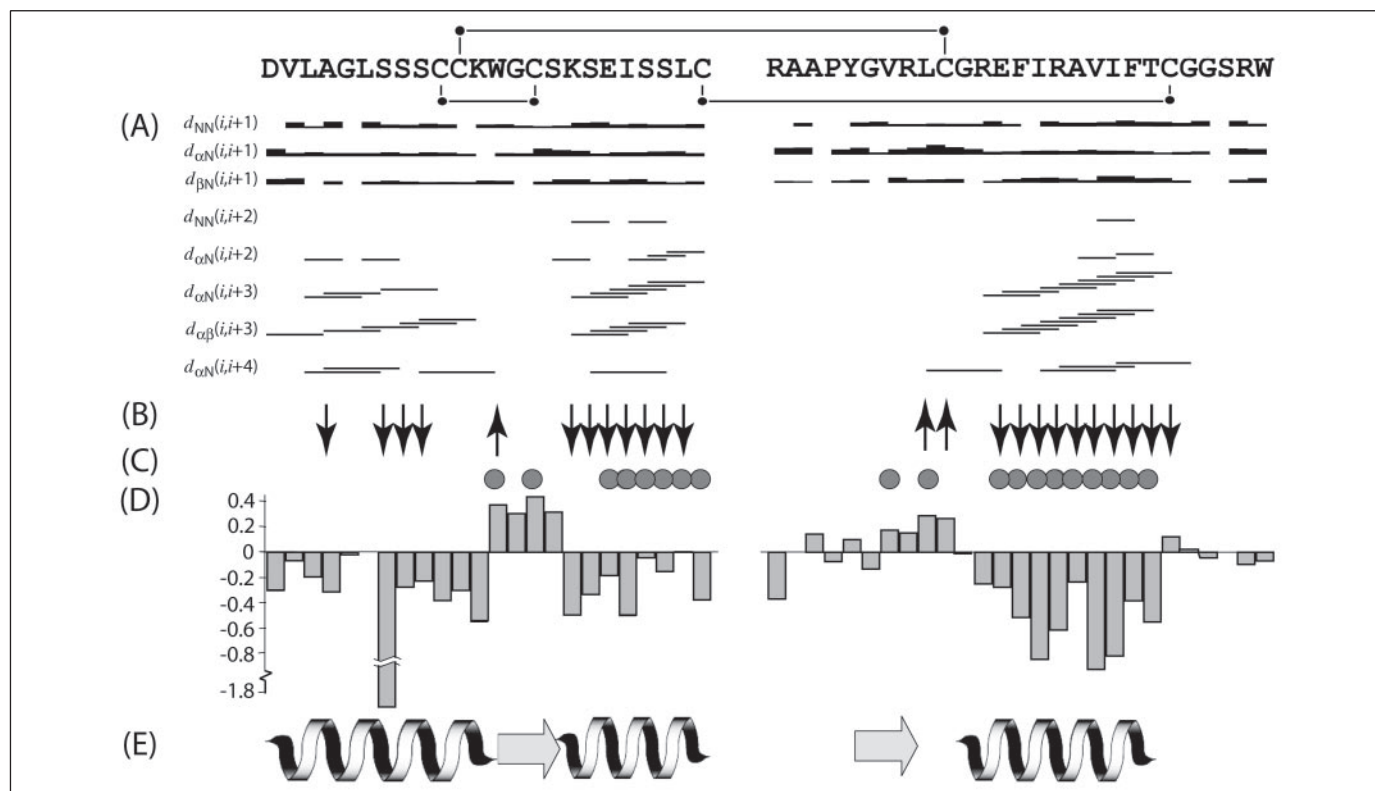 DVLAGLSSSCCKWGCSKSEISSLC RAAPYGVRLCGREFIRAVIFTCGGSRW
(A)
dNN(i,i+1)
dαN(i,i+1)
dβN(i,i+1)
dNN(i,i+2)
dαN(i,i+2)
dαN(i,i+3)
dαβ(i,i+3)
dαN(i,i+4)
(B)
(C)
(D)
0.4
0.2
0
-0.2
-0.4
-0.6
-0.8
-1.8
(E)